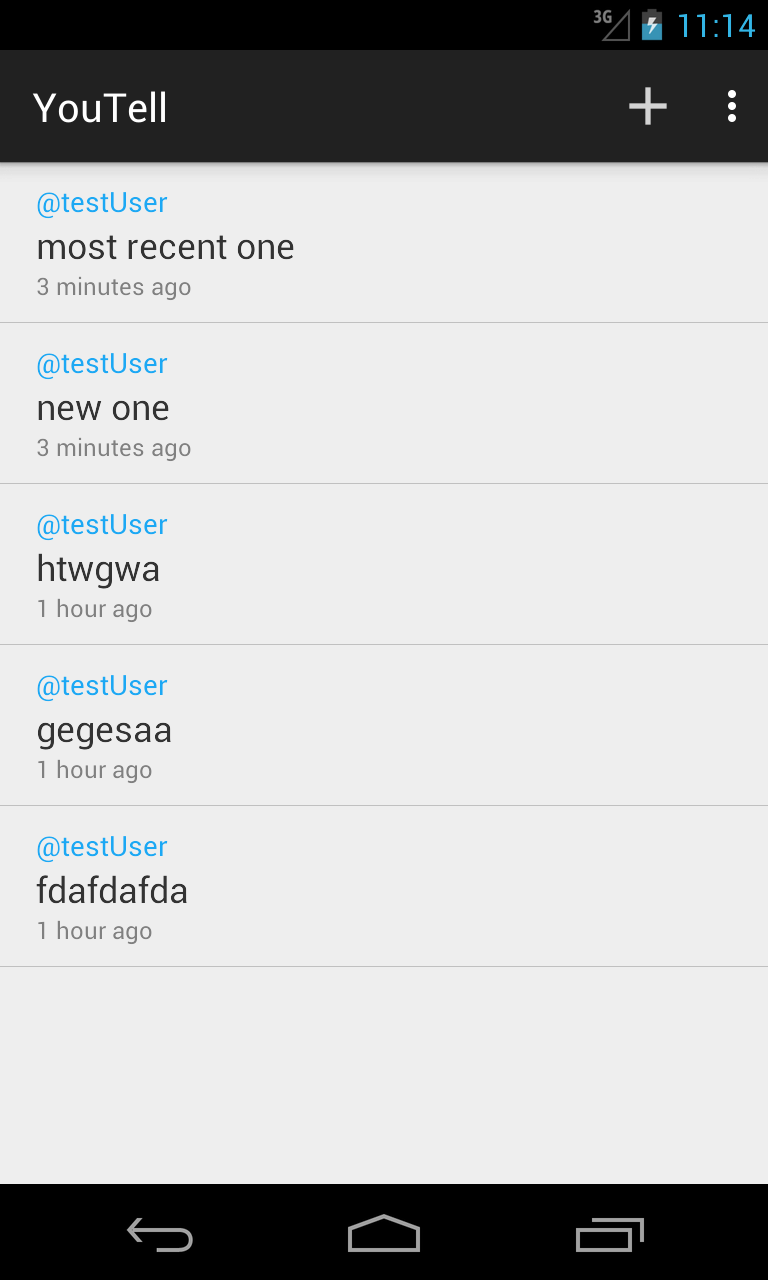 3G 11:14
YouTell
@testUser
most recent one
3 minutes ago
@testUser
new one
3 minutes ago
@testUser
htwgwa
1 hour ago
@testUser
gegesaa
1 hour ago
@testUser
fdafdafda
1 hour ago